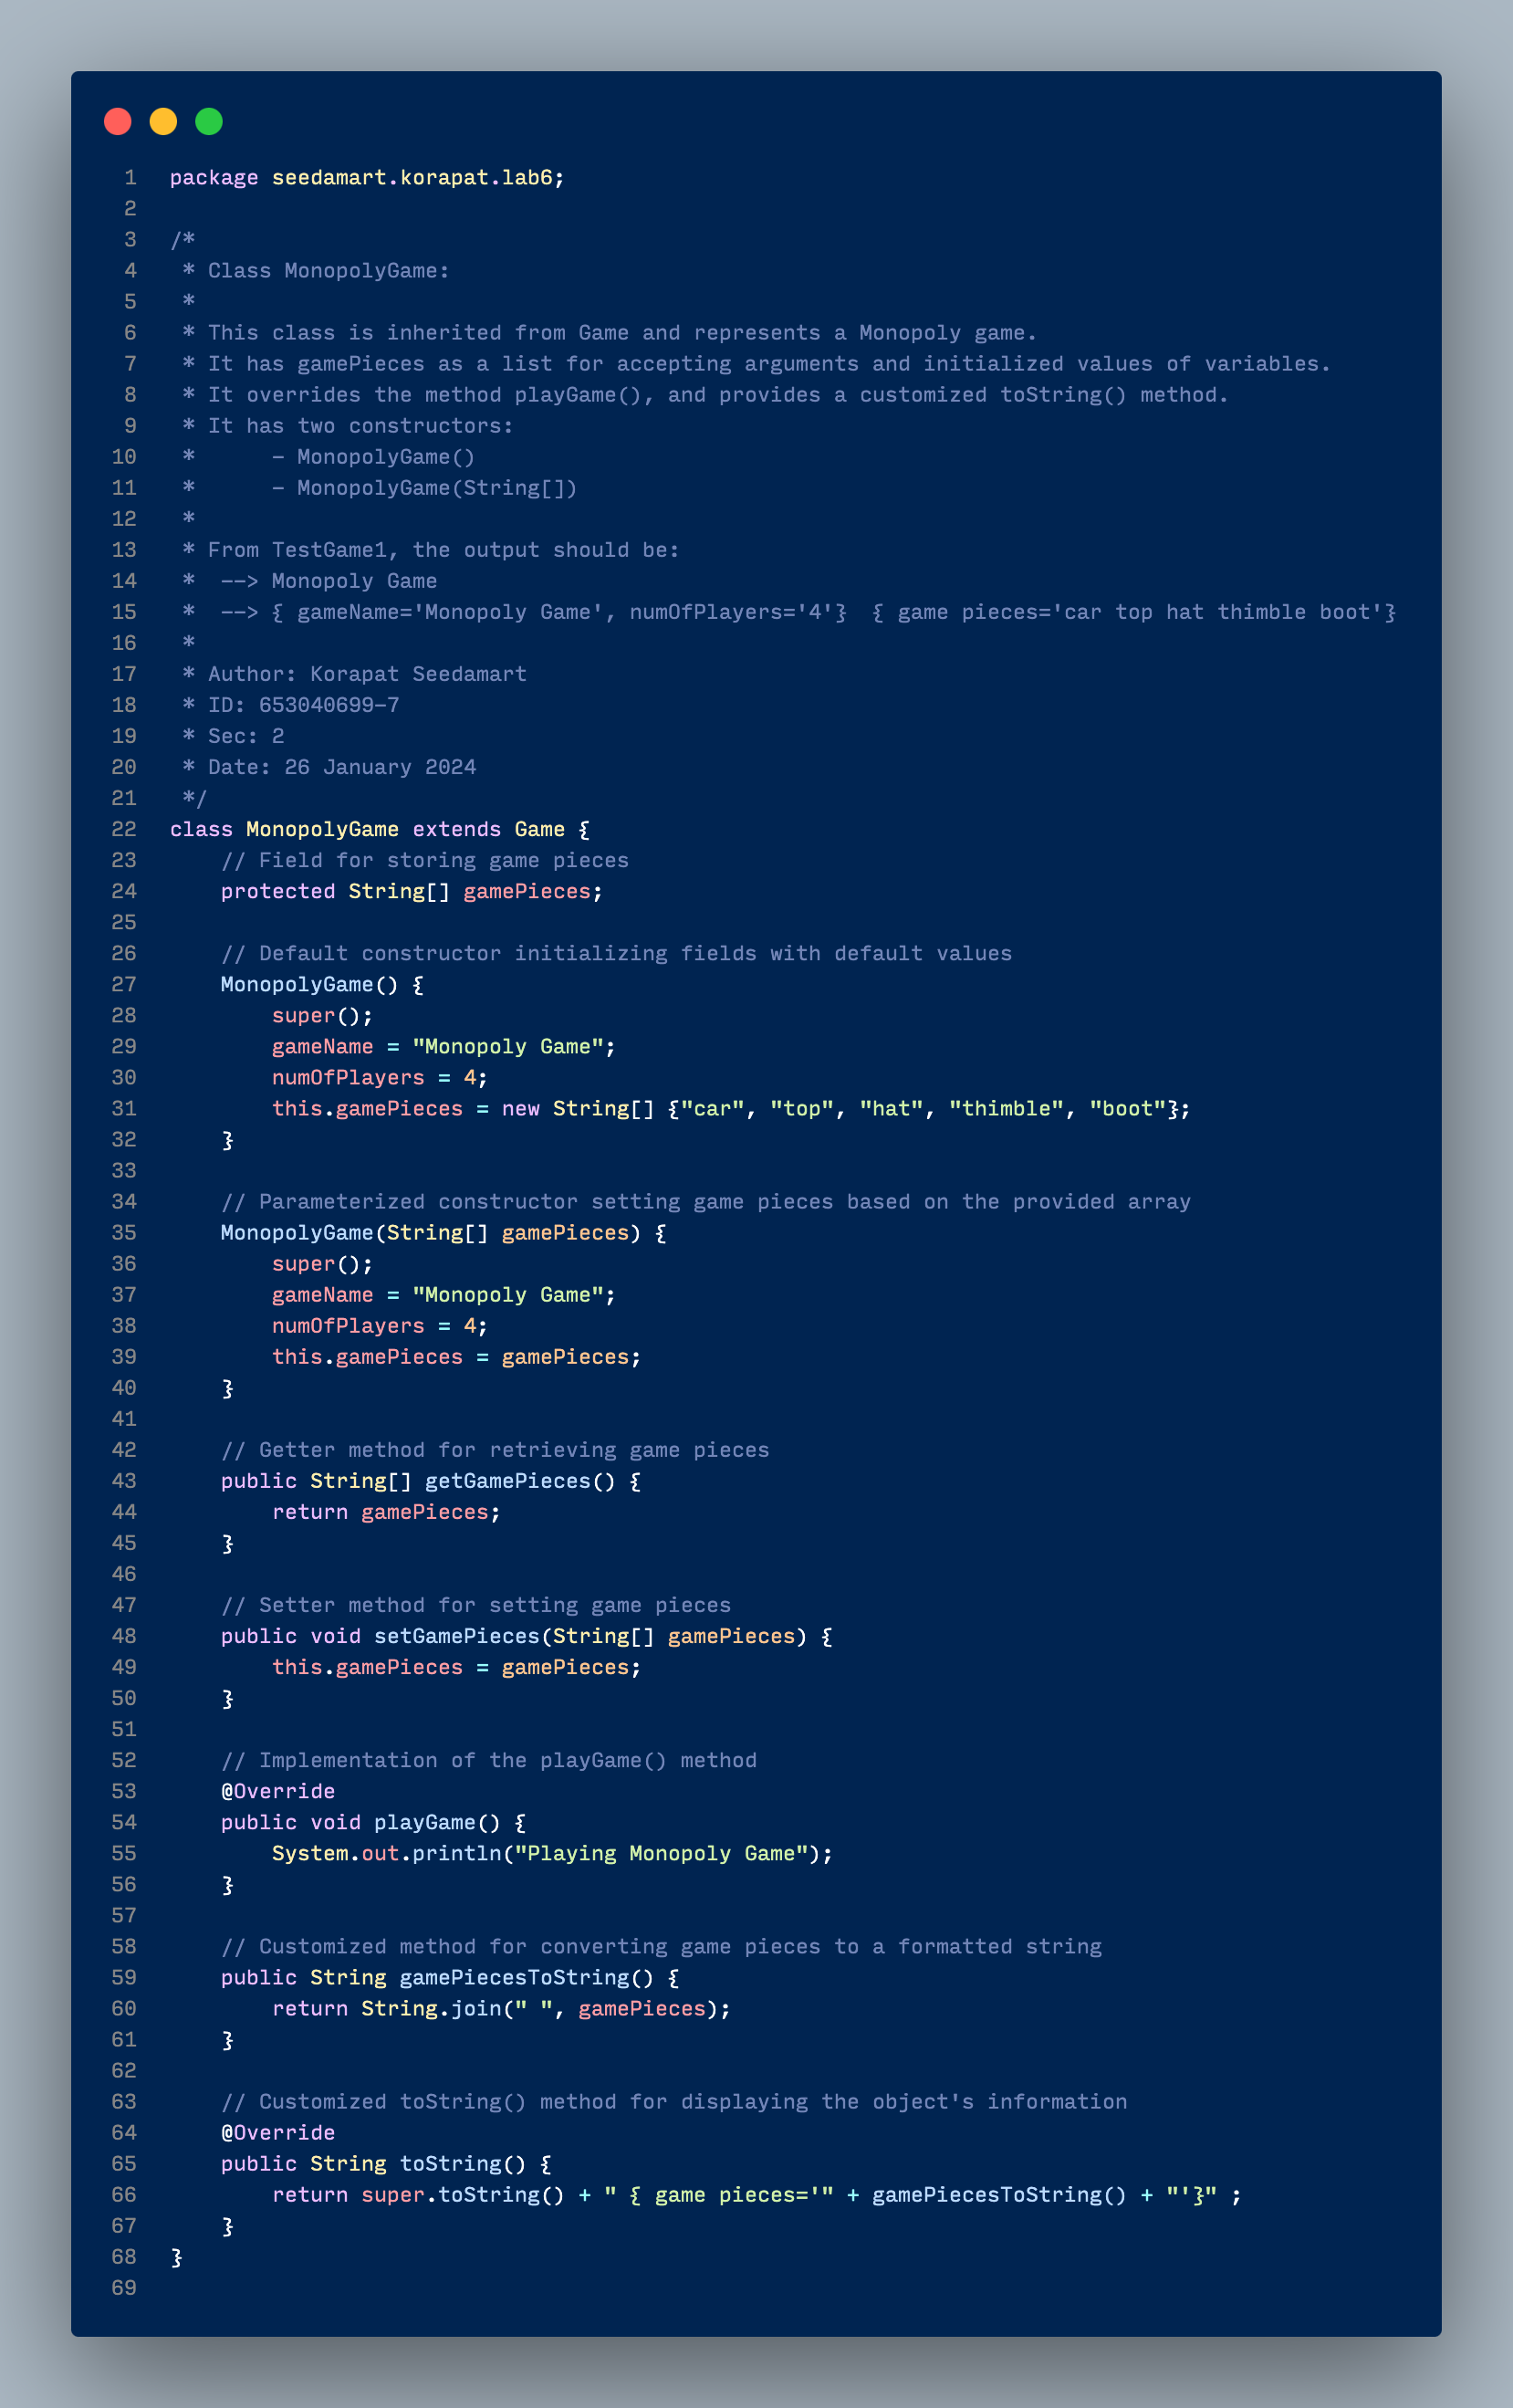 1 package seedamart.korapat.lab6;
2
3 /*
4  * Class MonopolyGame:
5  *
6  * This class is inherited from Game and represents a Monopoly game.
7  * It has gamePieces as a list for accepting arguments and initialized values of variables.
8  * It overrides the method playGame(), and provides a customized toString() method.
9  * It has two constructors:
10  *      - MonopolyGame()
11  *      - MonopolyGame(String[])
12  *
13  * From TestGame1, the output should be:
14  *  --> Monopoly Game
15  *  --> { gameName='Monopoly Game', numOfPlayers='4'}  { game pieces='car top hat thimble boot'}
16  *
17  * Author: Korapat Seedamart
18  * ID: 653040699-7
19  * Sec: 2
20  * Date: 26 January 2024
21  */
22 class MonopolyGame extends Game {
23     // Field for storing game pieces
24     protected String[] gamePieces;
25
26     // Default constructor initializing fields with default values
27     MonopolyGame() {
28         super();
29         gameName = "Monopoly Game";
30         numOfPlayers = 4;
31         this.gamePieces = new String[] {"car", "top", "hat", "thimble", "boot"};
32     }
33
34     // Parameterized constructor setting game pieces based on the provided array
35     MonopolyGame(String[] gamePieces) {
36         super();
37         gameName = "Monopoly Game";
38         numOfPlayers = 4;
39         this.gamePieces = gamePieces;
40     }
41
42     // Getter method for retrieving game pieces
43     public String[] getGamePieces() {
44         return gamePieces;
45     }
46
47     // Setter method for setting game pieces
48     public void setGamePieces(String[] gamePieces) {
49         this.gamePieces = gamePieces;
50     }
51
52     // Implementation of the playGame() method
53     @Override
54     public void playGame() {
55         System.out.println("Playing Monopoly Game");
56     }
57
58     // Customized method for converting game pieces to a formatted string
59     public String gamePiecesToString() {
60         return String.join(" ", gamePieces);
61     }
62
63     // Customized toString() method for displaying the object's information
64     @Override
65     public String toString() {
66         return super.toString() + " { game pieces='" + gamePiecesToString() + "'}" ;
67     }
68 }
69